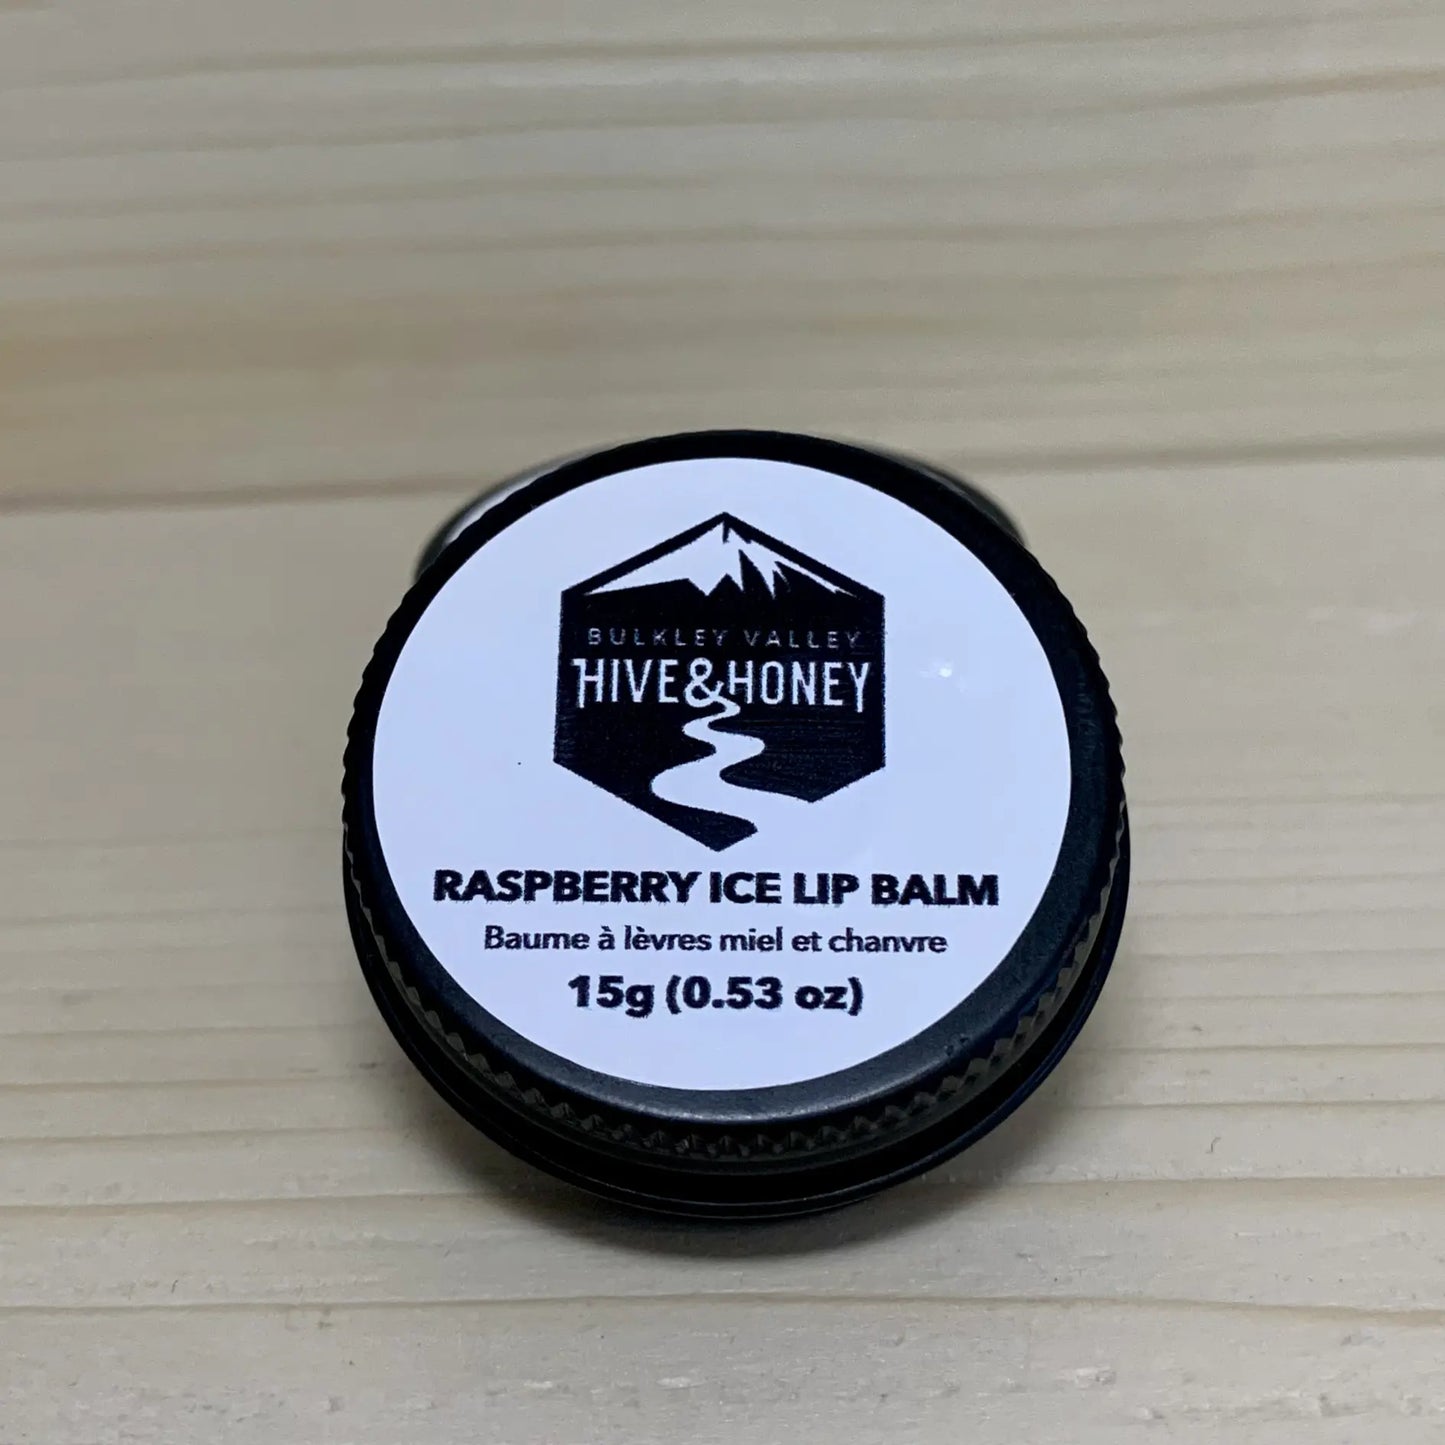 BULKLEY VALLEY
HIVE&HONEY
RASPBERRY ICE LIP BALM
Baume à lèvres miel et chanvre
15g (0.53 oz)